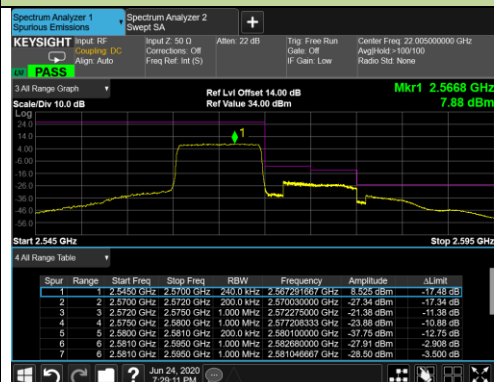 Spectrum Analyzer 1
Spurious Emissions
Spectrum Analyzer 2
Swept SA
+
KEYSIGHT
Input: RF
Coupling: DC
Align: Auto
Input Z: 50 Ω
Corrections: Off
Freq Ref: Int (S)
Atten: 22 dB
Trig: Free Run
Gate: Off
IF Gain: Low
Center Freq: 22.005000000 GHz
Avg|Hold:>100/100
Radio Std: None
LXI
PASS
3 All Range Graph
Scale/Div 10.0 dB
Ref Lvl Offset 14.00 dB
Ref Value 34.00 dBm
Mkr1 2.5668 GHz
7.88 dBm
Log
24.0
14.0
4.00
-6.00
-16.0
-26.0
-36.0
-46.0
-56.0
1
Start 2.545 GHz
Stop 2.595 GHz
4 All Range Table
Spur Range Start Freq Stop Freq RBW Frequency Amplitude ΔLimit
1 1 2.5450 GHz 2.5700 GHz 240.0 kHz 2.567291667 GHz 8.525 dBm -17.48 dB
2 2 2.5700 GHz 2.5720 GHz 200.0 kHz 2.570030000 GHz -27.34 dBm -17.34 dB
3 3 2.5720 GHz 2.5750 GHz 1.000 MHz 2.572275000 GHz -21.38 dBm -11.38 dB
4 4 2.5750 GHz 2.5800 GHz 1.000 MHz 2.577208333 GHz -23.88 dBm -10.88 dB
5 5 2.5800 GHz 2.5810 GHz 200.0 kHz 2.580100000 GHz -37.75 dBm -12.75 dB
6 6 2.5810 GHz 2.5950 GHz 1.000 MHz 2.582680000 GHz -27.91 dBm -2.908 dB
7 6 2.5810 GHz 2.5950 GHz 1.000 MHz 2.581046667 GHz -28.50 dBm -3.500 dB
?
Jun 24, 2020
7:29:11 PM